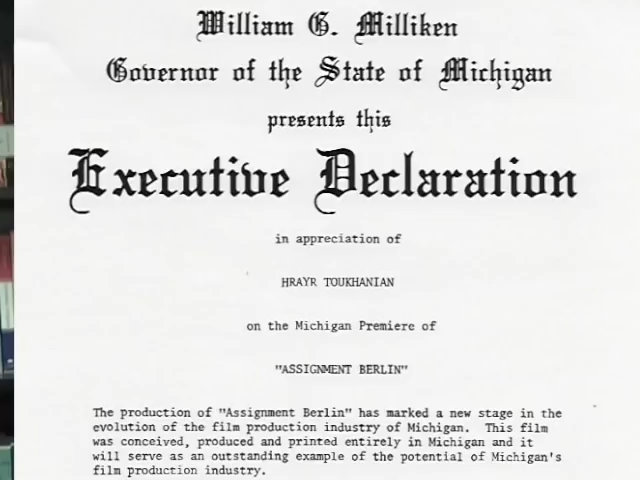 William G. Milliken
Governor of the State of Michigan
presents this
Executive Declaration
in appreciation of
HRAYR TOUKHANIAN
on the Michigan Premiere of
"ASSIGNMENT BERLIN"
The production of "Assignment Berlin" has marked a new stage in the
evolution of the film production industry of Michigan. This film
was conceived, produced and printed entirely in Michigan and it
will serve as an outstanding example of the potential of Michigan's
film production industry.